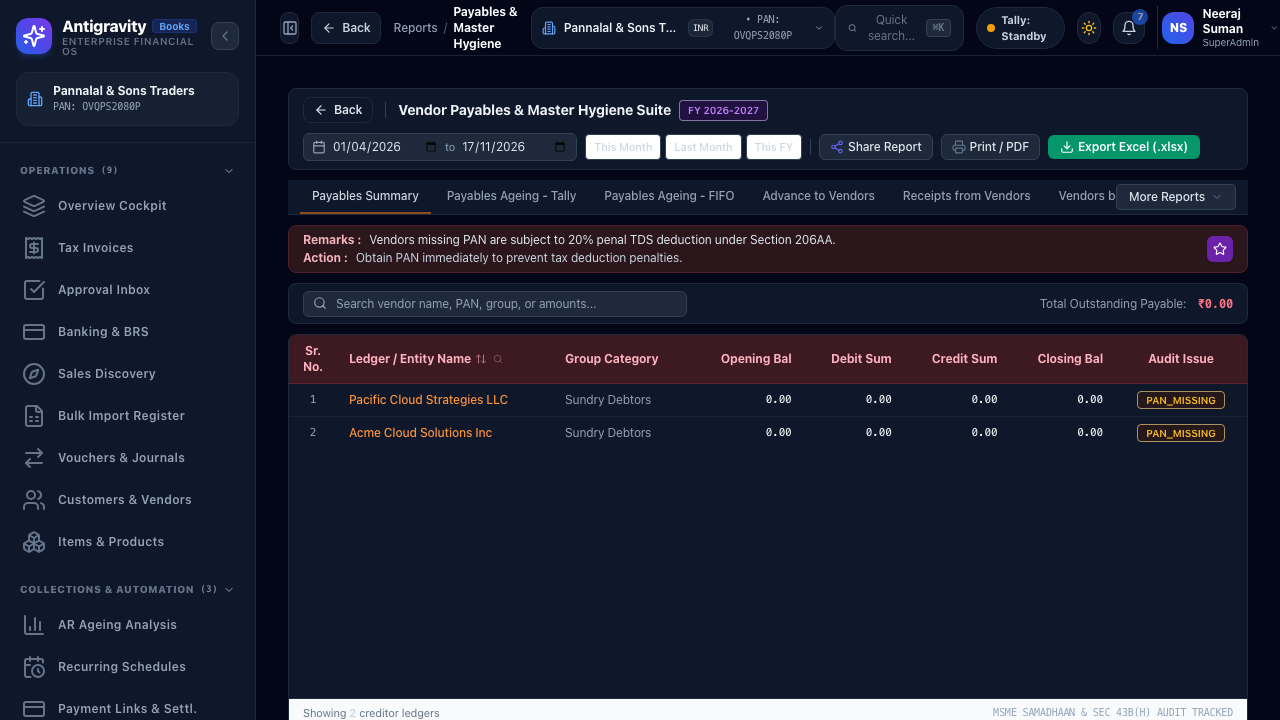 Antigravity Books
ENTERPRISE FINANCIAL OS
Pannalal & Sons Traders
PAN: OVQPS2080P
OPERATIONS (9)
Overview Cockpit
Tax Invoices
Approval Inbox
Banking & BRS
Sales Discovery
Bulk Import Register
Vouchers & Journals
Customers & Vendors
Items & Products
COLLECTIONS & AUTOMATION (3)
AR Ageing Analysis
Recurring Schedules
Payment Links & Settl.
Back
Reports / Payables & Master Hygiene
Pannalal & Sons T... INR • PAN: OVQPS2080P
Quick search... ⌘K
Tally: Standby
7
NS Neeraj Suman
SuperAdmin
Back Vendor Payables & Master Hygiene Suite FY 2026-2027
01/04/2026 to 17/11/2026 This Month Last Month This FY Share Report Print / PDF Export Excel (.xlsx)
Payables Summary Payables Ageing - Tally Payables Ageing - FIFO Advance to Vendors Receipts from Vendors Vendors b More Reports
Remarks : Vendors missing PAN are subject to 20% penal TDS deduction under Section 206AA.
Action : Obtain PAN immediately to prevent tax deduction penalties.
Search vendor name, PAN, group, or amounts... Total Outstanding Payable: ₹0.00
Sr. No. Ledger / Entity Name Group Category Opening Bal Debit Sum Credit Sum Closing Bal Audit Issue
1 Pacific Cloud Strategies LLC Sundry Debtors 0.00 0.00 0.00 0.00 PAN_MISSING
2 Acme Cloud Solutions Inc Sundry Debtors 0.00 0.00 0.00 0.00 PAN_MISSING
Showing 2 creditor ledgers MSME SAMADHAAN & SEC 43B(H) AUDIT TRACKED